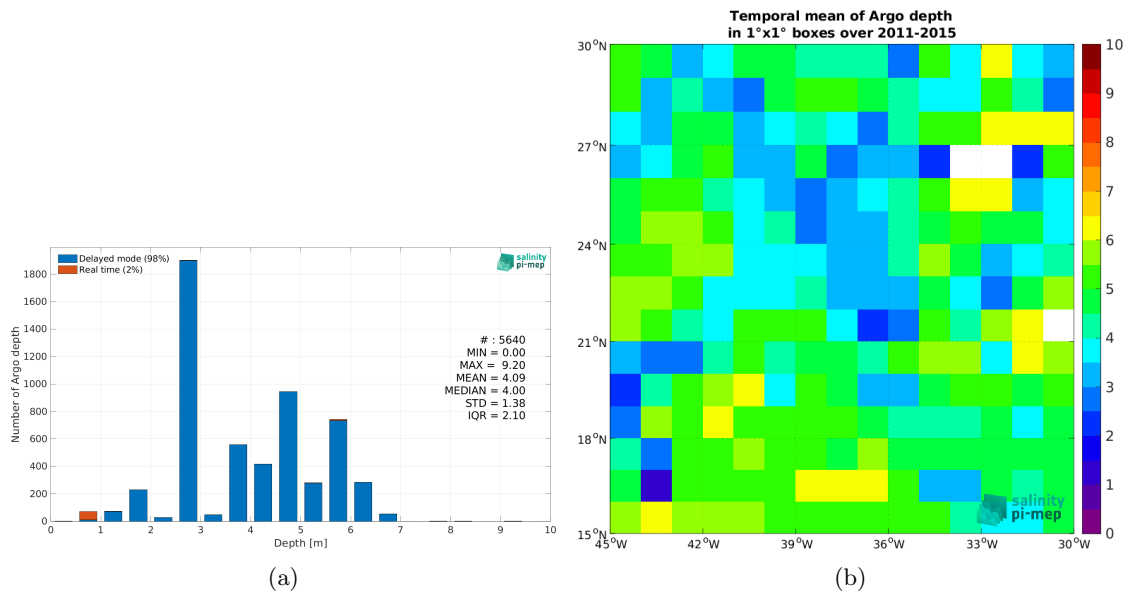 Delayed mode (98%)
Real time (2%)
salinity
pi-mep
# : 5640
MIN = 0.00
MAX = 9.20
MEAN = 4.09
MEDIAN = 4.00
STD = 1.38
IQR = 2.10
Number of Argo depth
1800
1600
1400
1200
1000
800
600
400
200
0
0 1 2 3 4 5 6 7 8 9 10
Depth [m]
(a)
Temporal mean of Argo depth
in 1°x1° boxes over 2011-2015
30°N
27°N
24°N
21°N
18°N
15°N
45°W 42°W 39°W 36°W 33°W 30°W
salinity
pi-mep
10
9
8
7
6
5
4
3
2
1
0
(b)